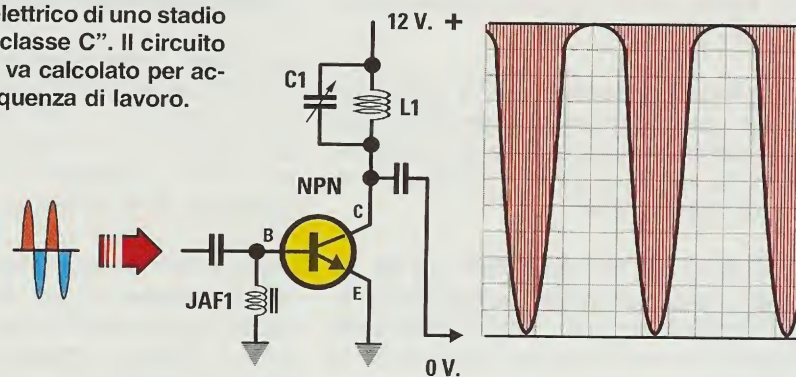 elettrico di uno stadio
classe C”. Il circuito
va calcolato per ac-
quenza di lavoro.
12 V. +
C1
L1
NPN
C
B
E
JAF1
0 V.